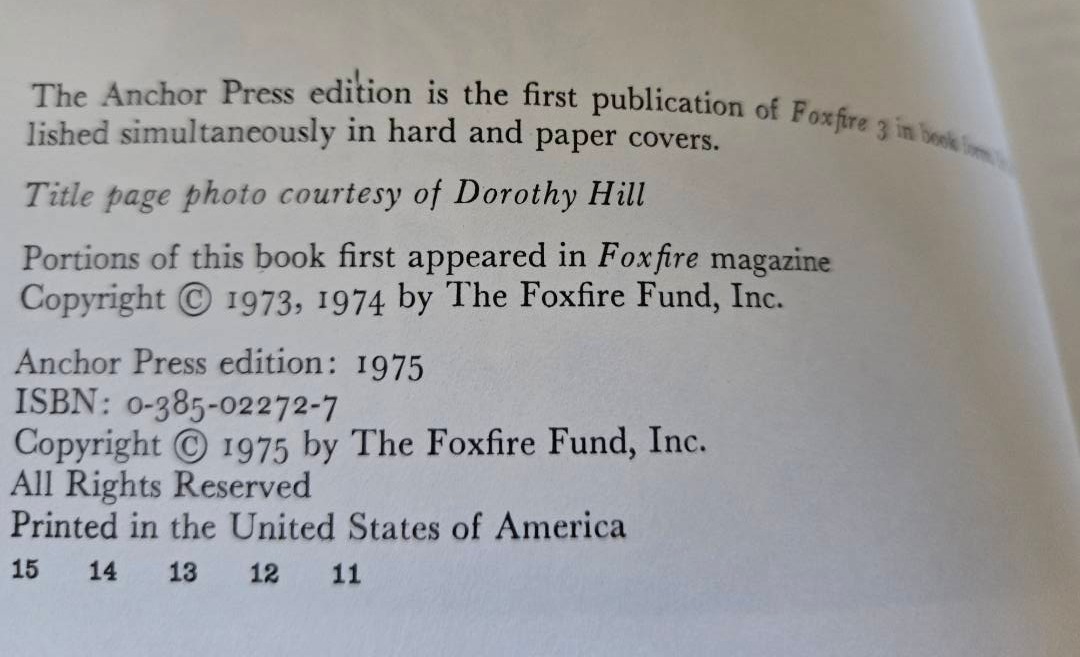 The Anchor Press edition is the first publication of Foxfire 3 in book form
lished simultaneously in hard and paper covers.
Title page photo courtesy of Dorothy Hill
Portions of this book first appeared in Foxfire magazine
Copyright © 1973, 1974 by The Foxfire Fund, Inc.
Anchor Press edition: 1975
ISBN: 0-385-02272-7
Copyright © 1975 by The Foxfire Fund, Inc.
All Rights Reserved
Printed in the United States of America
15 14 13 12 11